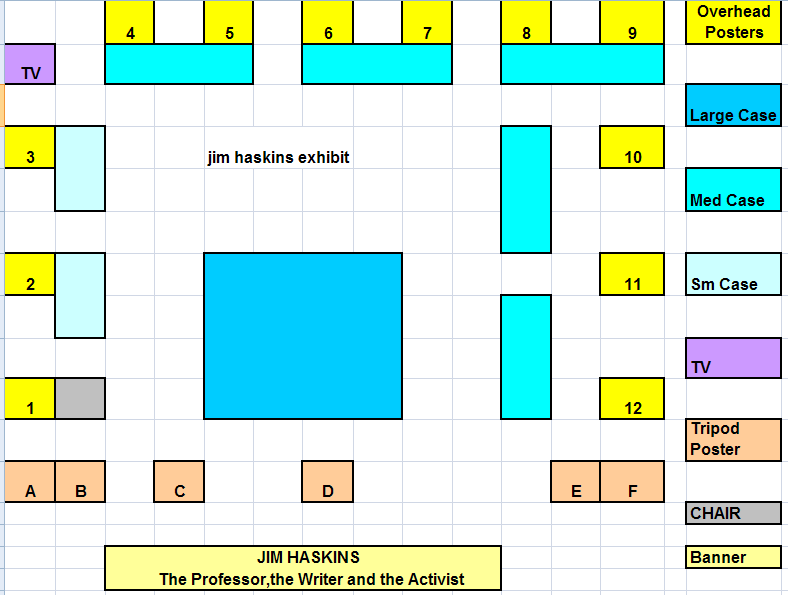 Overhead
Posters
4
5
6
7
8
9
TV
Large Case
3
jim haskins exhibit
10
Med Case
2
11
Sm Case
TV
1
12
Tripod
Poster
A
B
C
D
E
F
CHAIR
JIM HASKINS
The Professor,the Writer and the Activist
Banner